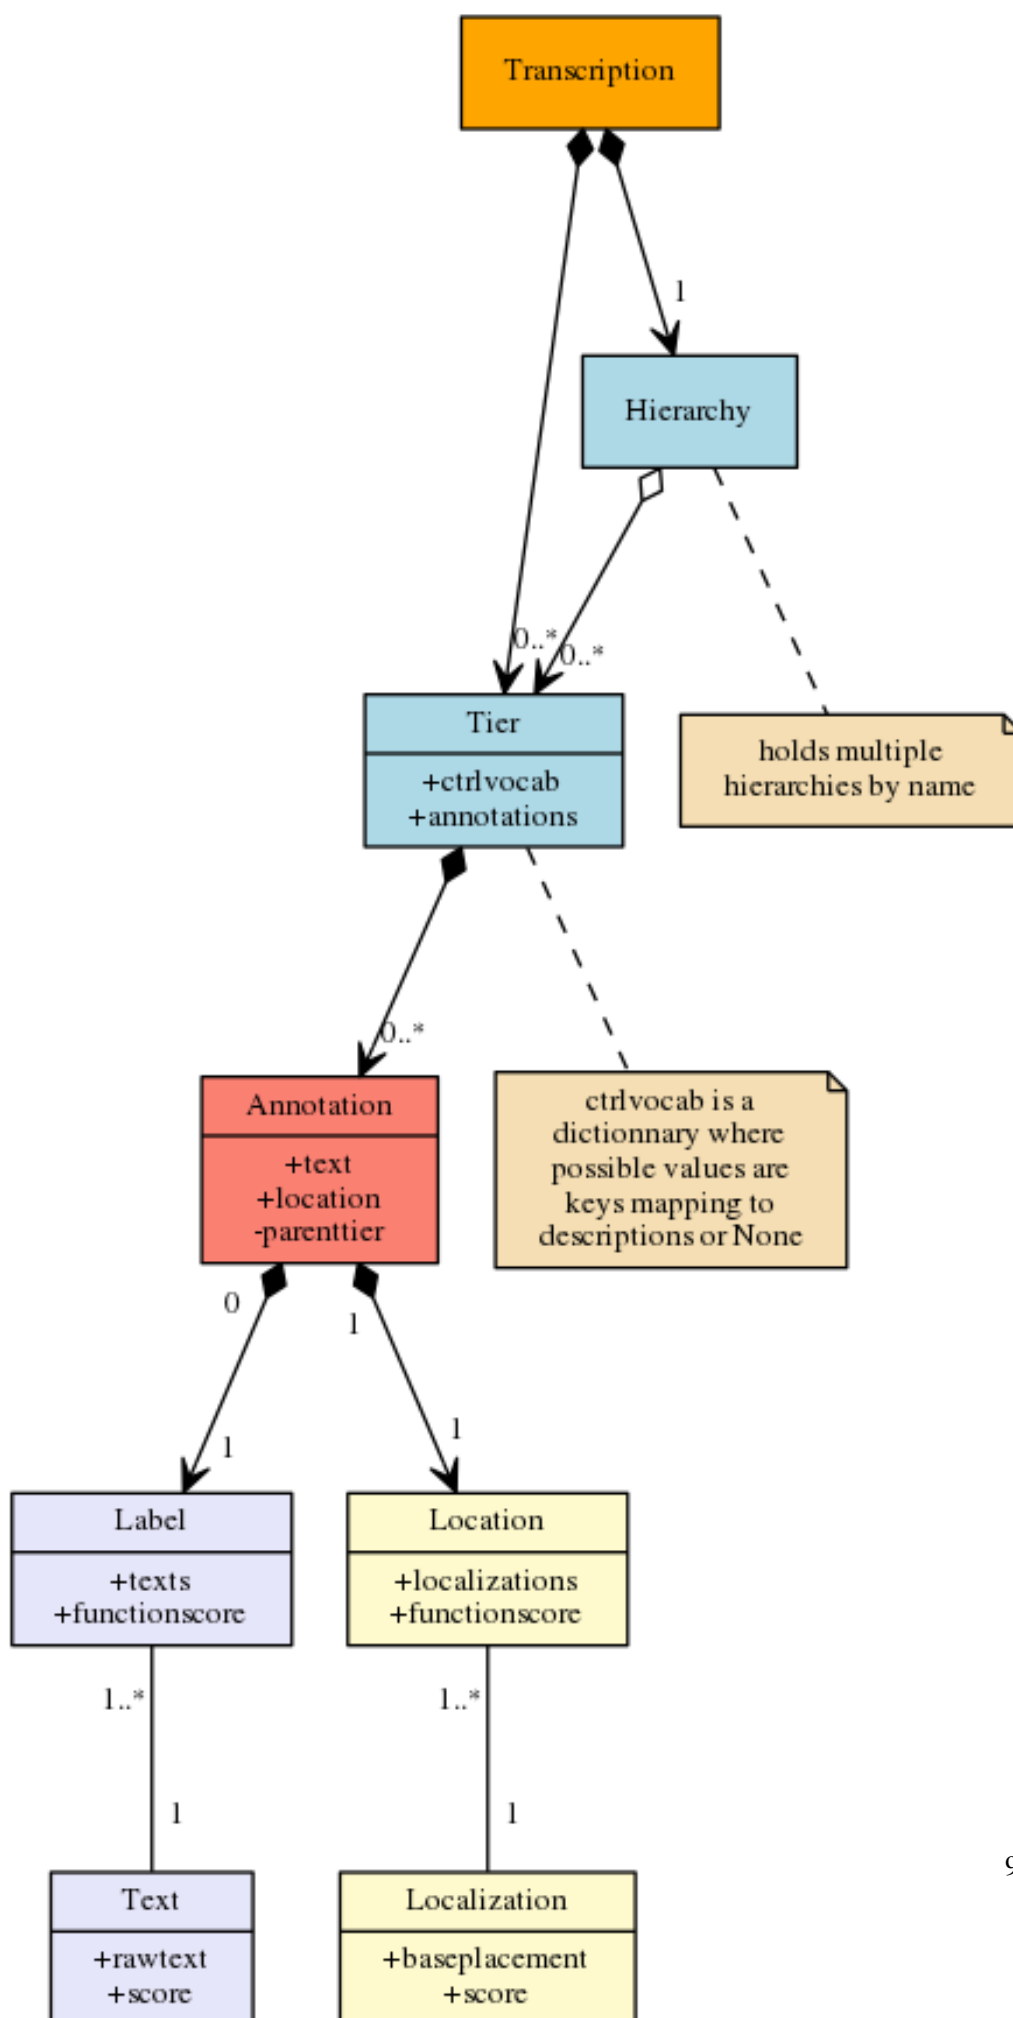 Transcription
1
Hierarchy
0..*
0..*
Tier
+ctrlvocab
+annotations
holds multiple
hierarchies by name
0..*
Annotation
+text
+location
-parenttier
ctrlvocab is a
dictionnary where
possible values are
keys mapping to
descriptions or None
0
1
1
1
Label
+texts
+functionscore
Location
+localizations
+functionscore
1..*
1..*
1
1
9
Text
+rawtext
+score
Localization
+baseplacement
+score